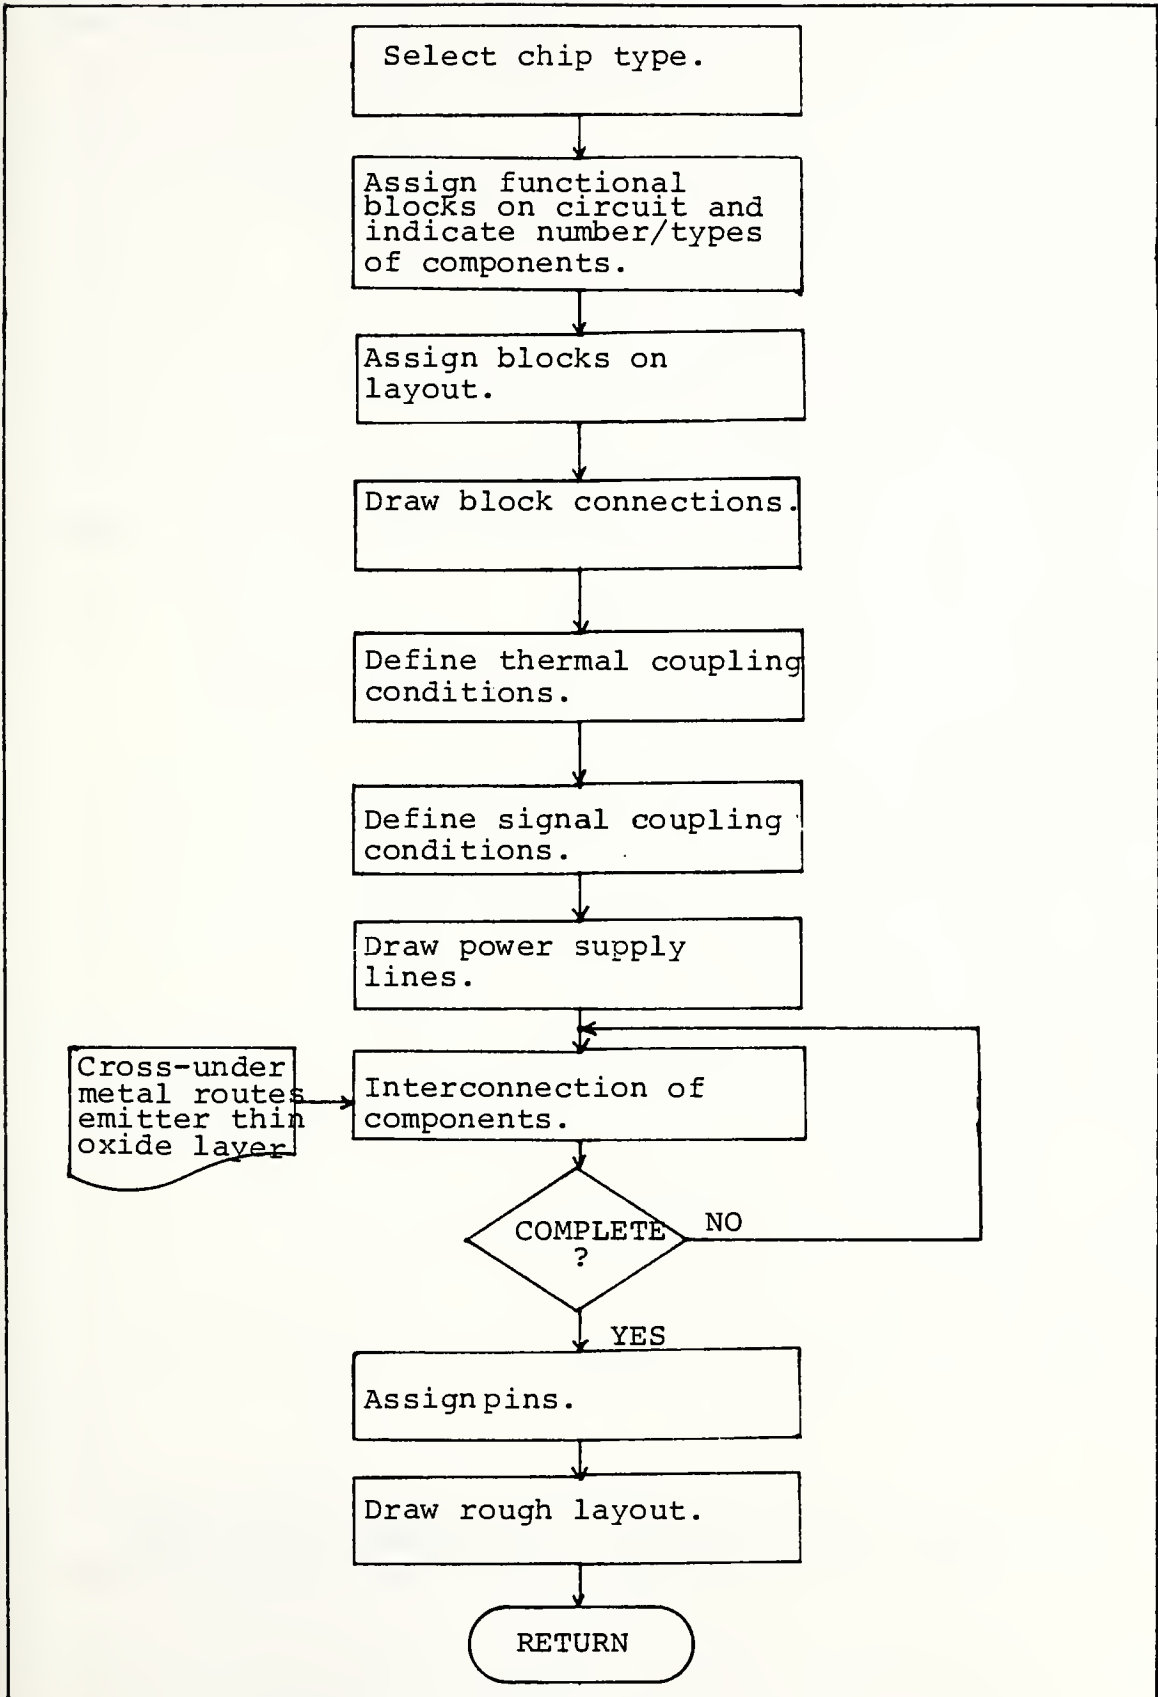 Select chip type.
Assign functional
blocks on circuit and
indicate number/types
of components.
Assign blocks on
layout.
Draw block connections.
Define thermal coupling
conditions.
Define signal coupling
conditions.
Draw power supply
lines.
Cross-under
metal routes
emitter thin
oxide layer
Interconnection of
components.
COMPLETE
?
NO
YES
Assign pins.
Draw rough layout.
RETURN